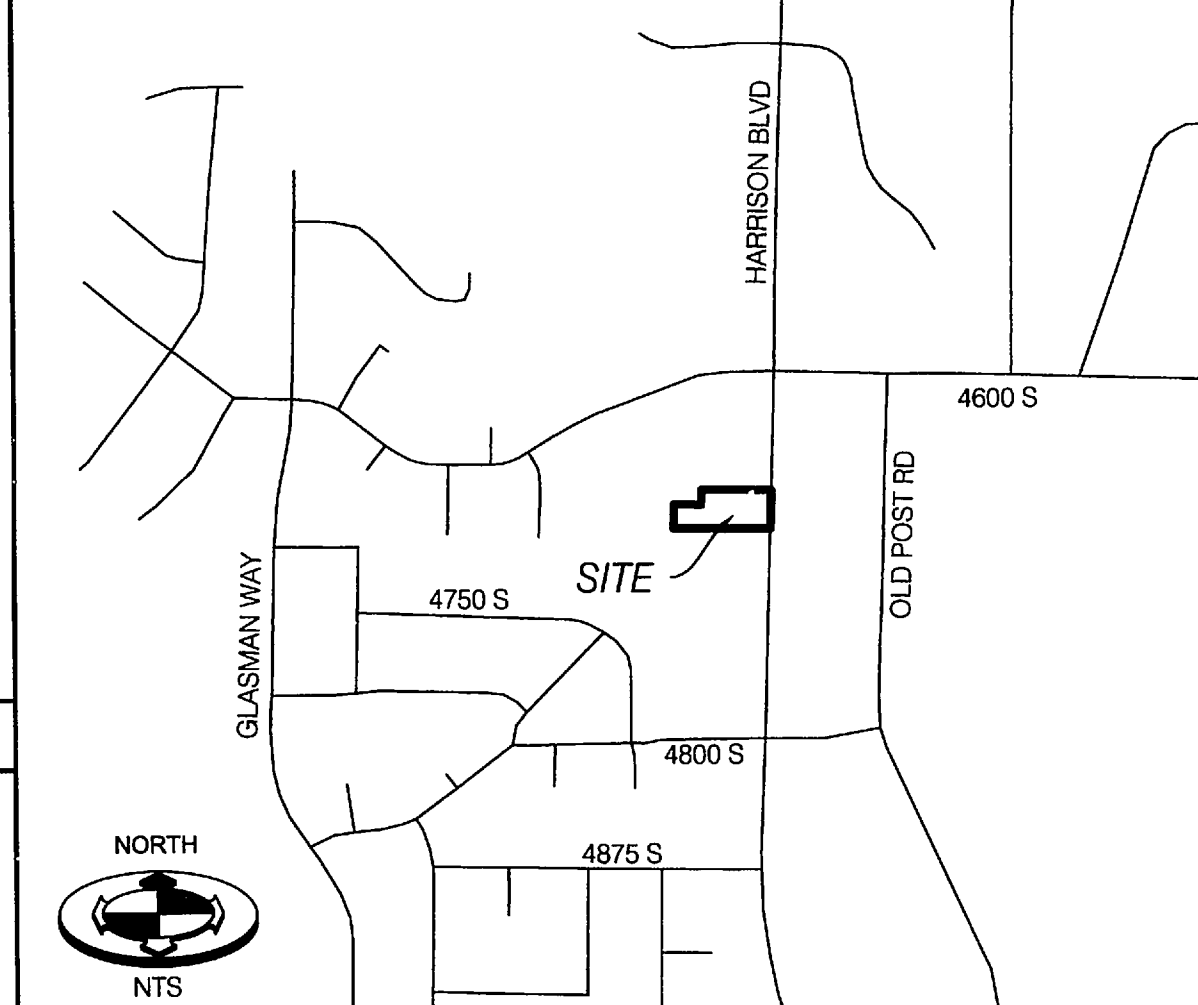 HARRISON BLVD
4600 S
OLD POST RD
SITE
4750 S
GLASMAN WAY
4800 S
4875 S
NORTH
NTS